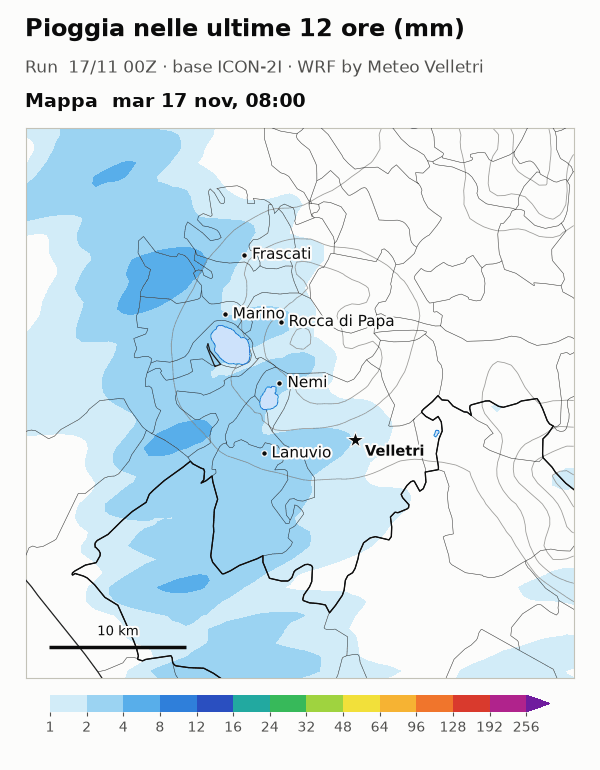 Pioggia nelle ultime 12 ore (mm)
Run  17/11 00Z · base ICON-2I · WRF by Meteo Velletri
Mappa  mar 17 nov, 08:00
Frascati
Marino
Rocca di Papa
Nemi
Velletri
Lanuvio
10 km
1 2 4 8 12 16 24 32 48 64 96 128 192 256